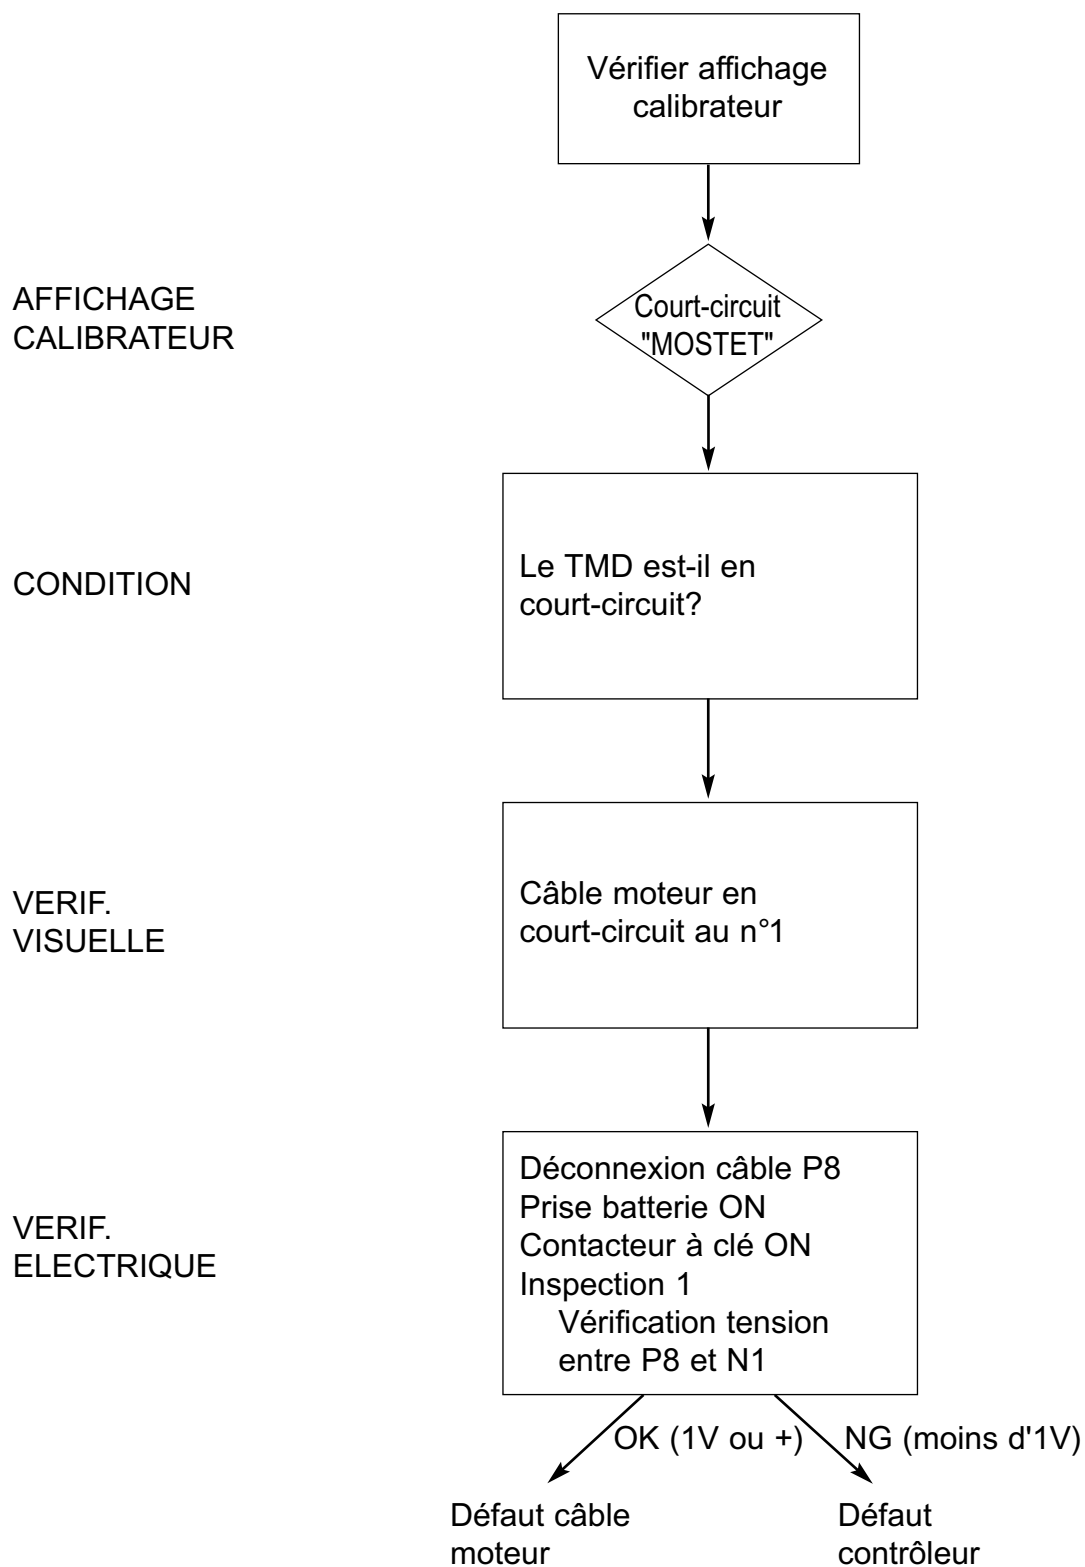 Vérifier affichage
calibrateur
AFFICHAGE
CALIBRATEUR
Court-circuit
"MOSTET"
CONDITION
Le TMD est-il en
court-circuit?
VERIF.
VISUELLE
Câble moteur en
court-circuit au n°1
VERIF.
ELECTRIQUE
Déconnexion câble P8
Prise batterie ON
Contacteur à clé ON
Inspection 1
Vérification tension
entre P8 et N1
OK (1V ou +)
NG (moins d'1V)
Défaut câble
moteur
Défaut
contrôleur